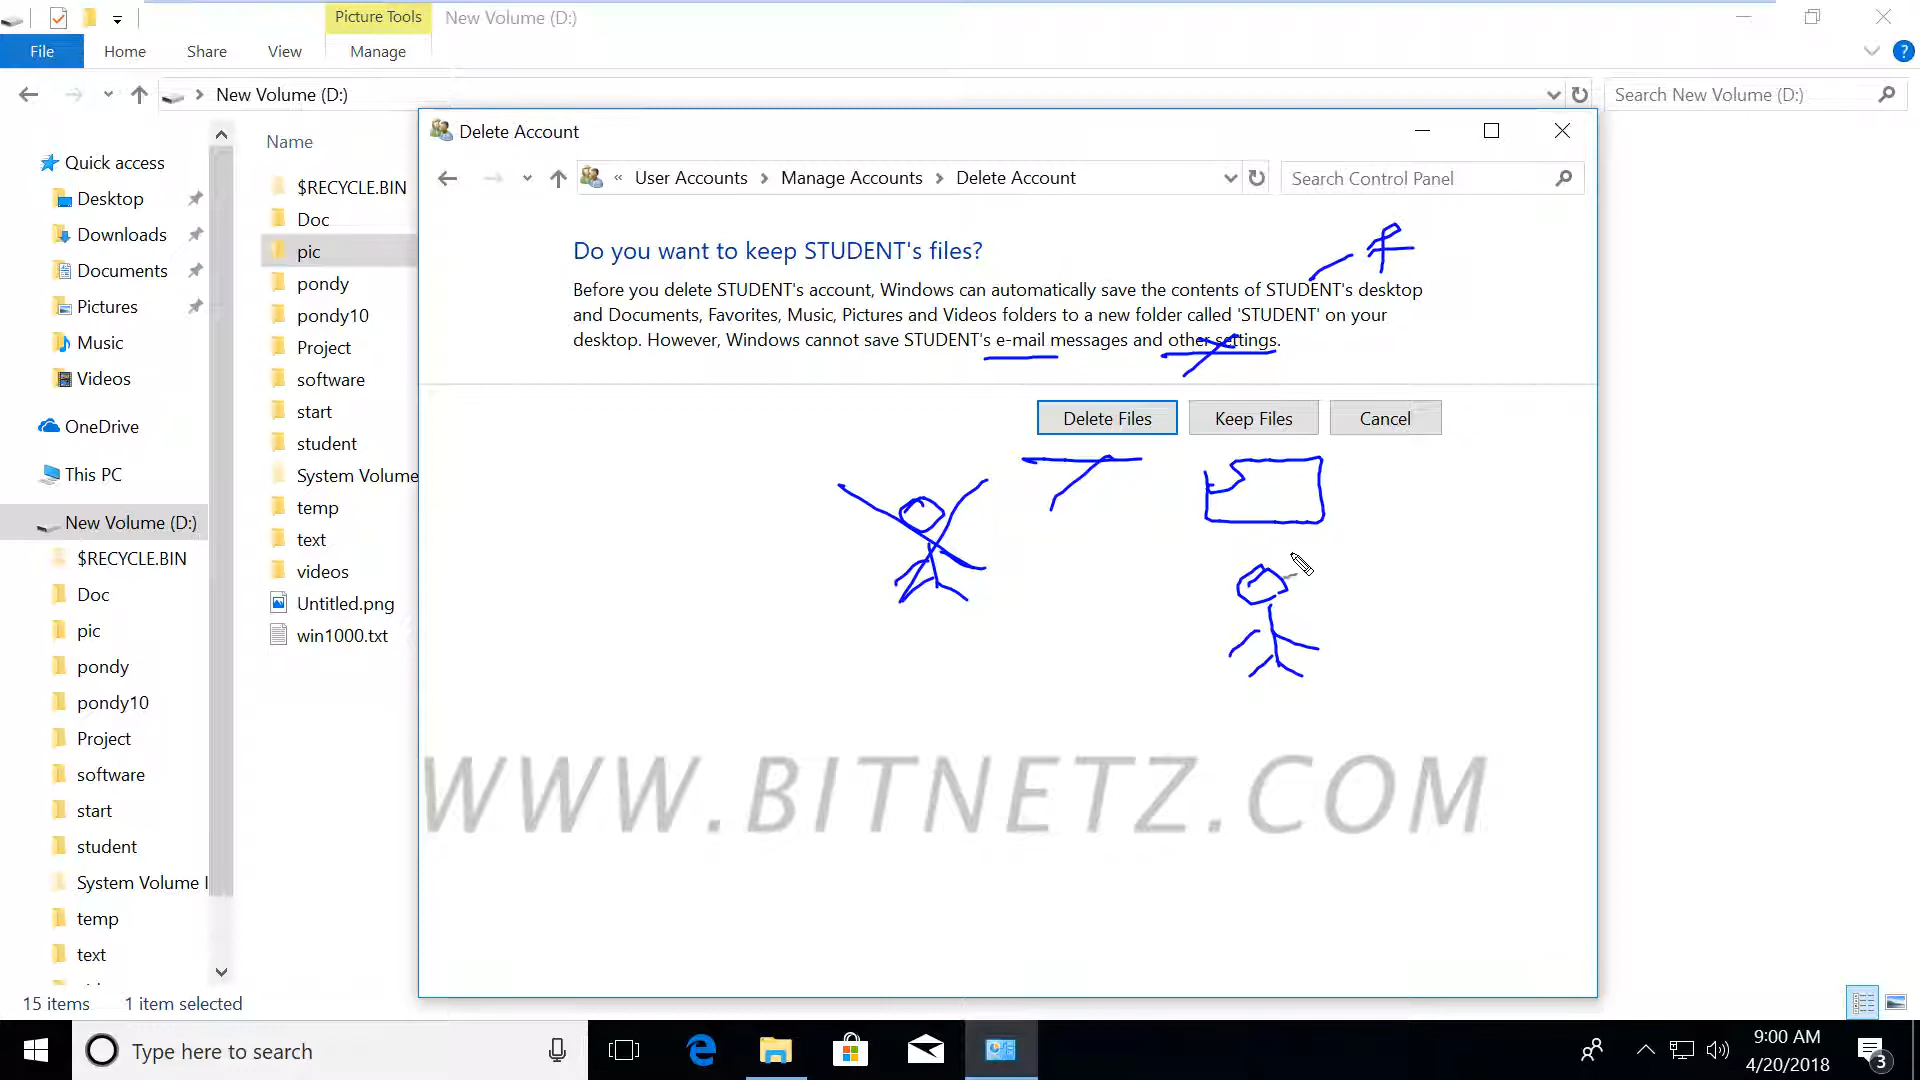 Picture Tools
New Volume (D:)
File
Home
Share
View
Manage
New Volume (D:)
Search New Volume (D:)
Quick access
Desktop
Downloads
Documents
Pictures
Music
Videos
OneDrive
This PC
New Volume (D:)
$RECYCLE.BIN
Doc
pic
pondy
pondy10
Project
software
start
student
System Volume I
temp
text
Name
$RECYCLE.BIN
Doc
pic
pondy
pondy10
Project
software
start
student
System Volume
temp
text
videos
Untitled.png
win1000.txt
Delete Account
« User Accounts > Manage Accounts > Delete Account
Search Control Panel
Do you want to keep STUDENT's files?
Before you delete STUDENT's account, Windows can automatically save the contents of STUDENT's desktop
and Documents, Favorites, Music, Pictures and Videos folders to a new folder called 'STUDENT' on your
desktop. However, Windows cannot save STUDENT's e-mail messages and other settings.
Delete Files
Keep Files
Cancel
WWW.BITNETZ.COM
15 items
1 item selected
Type here to search
9:00 AM
4/20/2018
3